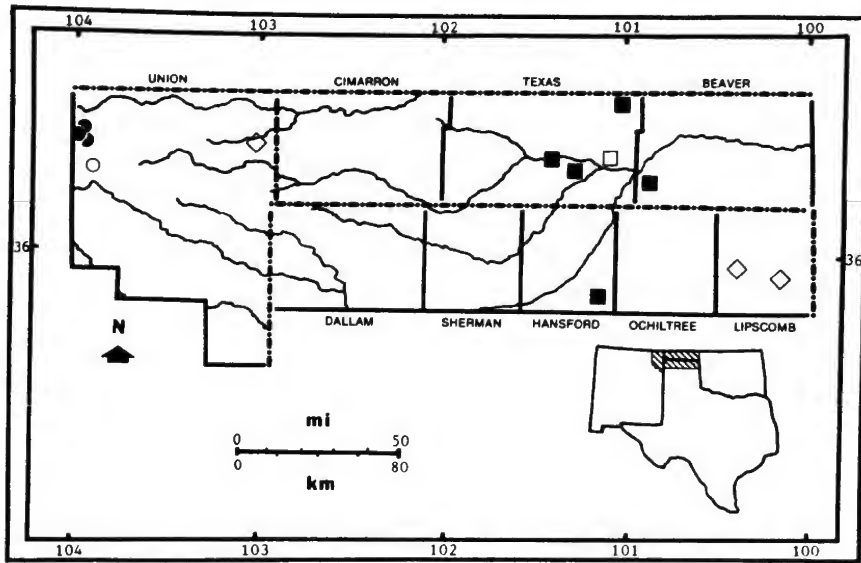 104 103 102 101 100
UNION CIMARRON TEXAS BEAVER
36 36
DALLAM SHERMAN HANSFORD OCHILTREE LIPSCOMB
N
mi
0 50
0 80
km
104 103 102 101 100